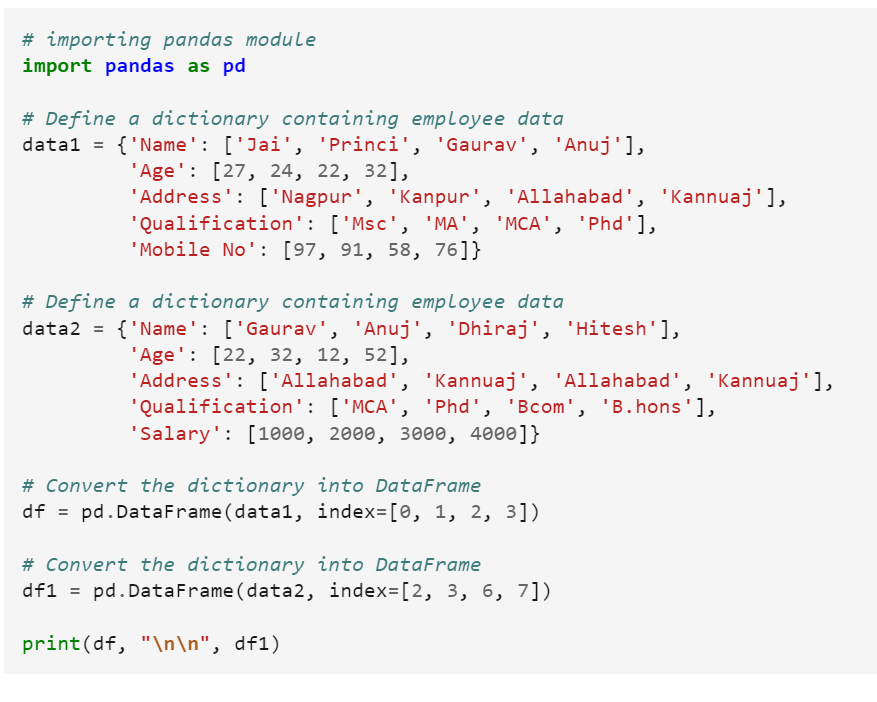 # importing pandas module
import pandas as pd
# Define a dictionary containing employee data
data1 = {'Name': ['Jai', 'Princi', 'Gaurav', 'Anuj'],
'Age': [27, 24, 22, 32],
'Address': ['Nagpur', 'Kanpur', 'Allahabad', 'Kannuaj'],
'Qualification': ['Msc', 'MA', 'MCA', 'Phd'],
'Mobile No': [97, 91, 58, 76]}
# Define a dictionary containing employee data
data2 = {'Name': ['Gaurav', 'Anuj', 'Dhiraj', 'Hitesh'],
'Age': [22, 32, 12, 52],
'Address': ['Allahabad', 'Kannuaj', 'Allahabad', 'Kannuaj'],
'Qualification': ['MCA', 'Phd', 'Bcom', 'B.hons'],
'Salary': [1000, 2000, 3000, 4000]}
# Convert the dictionary into DataFrame
df = pd.DataFrame(data1, index=[0, 1, 2, 3])
# Convert the dictionary into DataFrame
df1 = pd.DataFrame(data2, index=[2, 3, 6, 7])
print(df, "\n\n", df1)